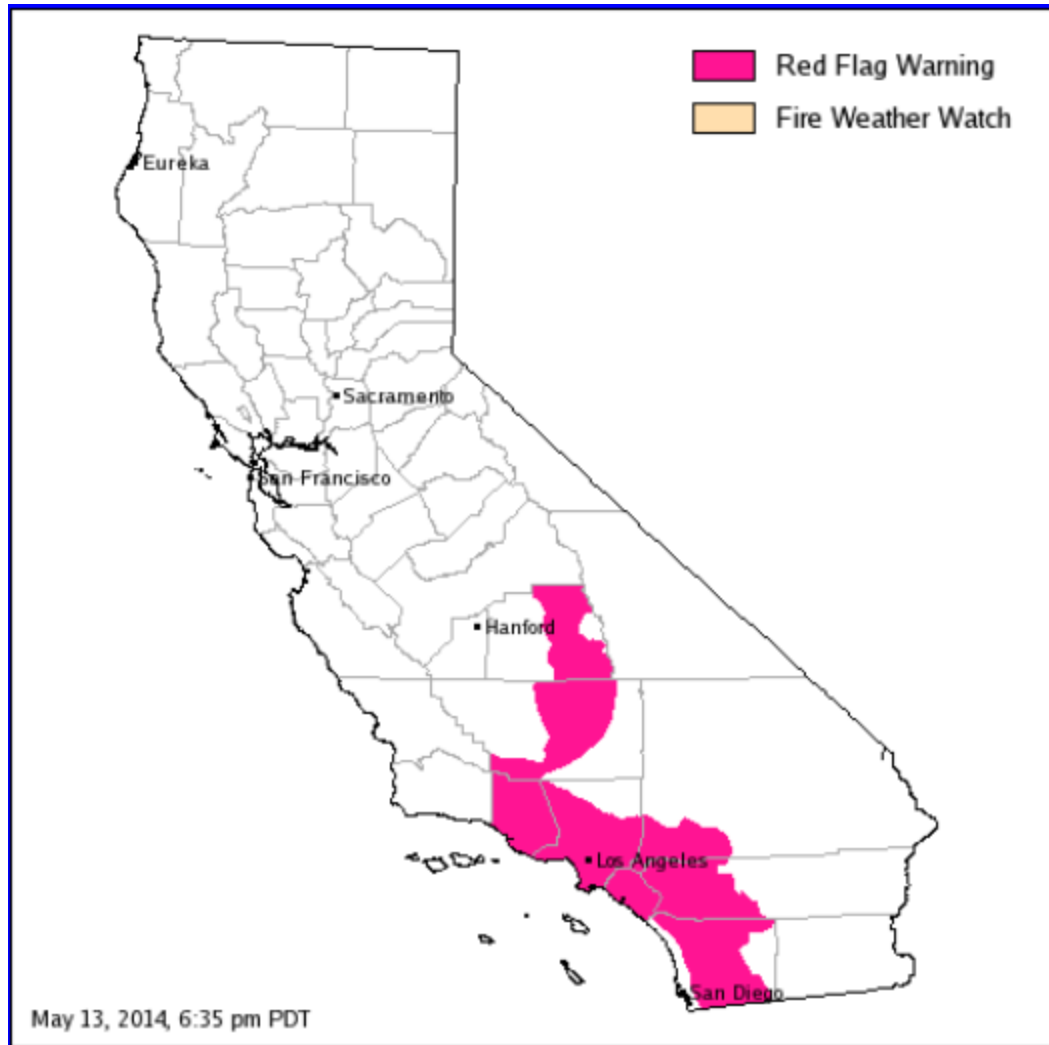 Red Flag Warning
Fire Weather Watch
Eureka
Sacramento
San Francisco
Hanford
Los Angeles
San Diego
May 13, 2014, 6:35 pm PDT